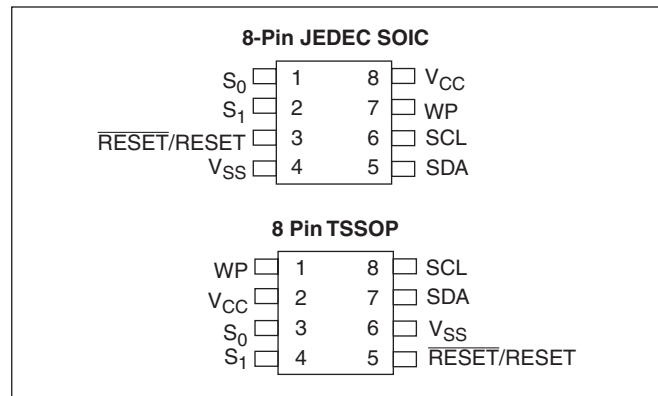 8-Pin JEDEC SOIC
S0 1 8 VCC
S1 2 7 WP
RESET/RESET 3 6 SCL
VSS 4 5 SDA
8 Pin TSSOP
WP 1 8 SCL
VCC 2 7 SDA
S0 3 6 VSS
S1 4 5 RESET/RESET